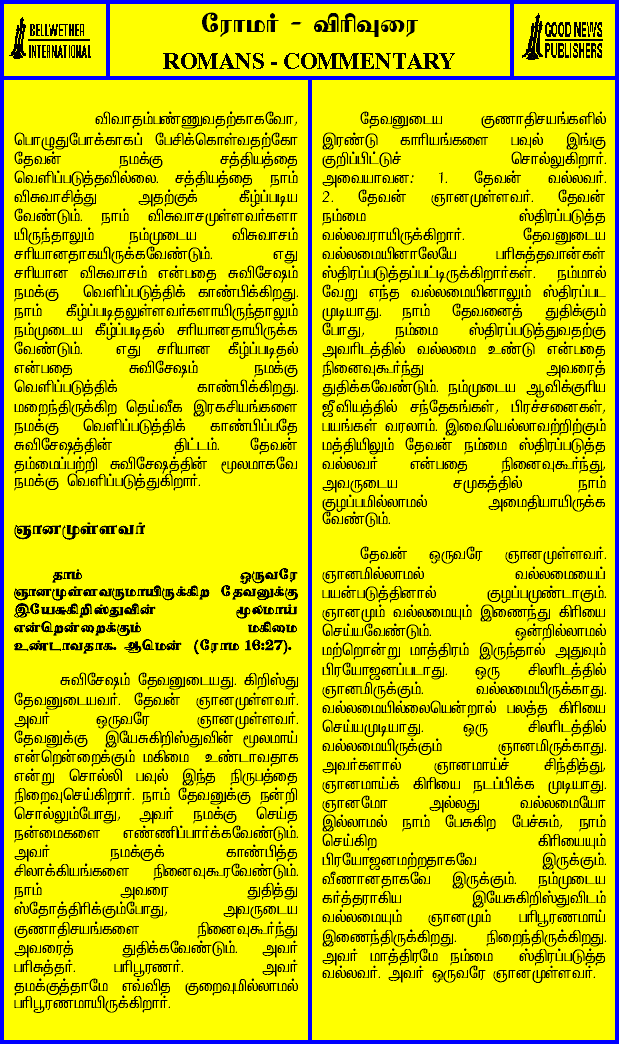 BELLWETHER
INTERNATIONAL
ரோமர் - விரிவுரை
ROMANS - COMMENTARY
GOOD NEWS
PUBLISHERS
விவாதம்பண்ணுவதற்காகவோ,
பொழுதுபோக்காகப் பேசிக்கொள்வதற்கோ
தேவன் நமக்கு சத்தியத்தை
வெளிப்படுத்தவில்லை. சத்தியத்தை நாம்
விசுவாசித்து அதற்குக் கீழ்ப்படிய
வேண்டும். நாம் விசுவாசமுள்ளவர்களா
யிருந்தாலும் நம்முடைய விசுவாசம்
சரியானதாகயிருக்கவேண்டும். எது
சரியான விசுவாசம் என்பதை சுவிசேஷம்
நமக்கு வெளிப்படுத்திக் காண்பிக்கிறது.
நாம் கீழ்ப்படிதலுள்ளவர்களாயிருந்தாலும்
நம்முடைய கீழ்ப்படிதல் சரியானதாயிருக்க
வேண்டும். எது சரியான கீழ்ப்படிதல்
என்பதை சுவிசேஷம் நமக்கு
வெளிப்படுத்திக் காண்பிக்கிறது.
மறைந்திருக்கிற தெய்வீக இரகசியங்களை
நமக்கு வெளிப்படுத்திக் காண்பிப்பதே
சுவிசேஷத்தின் திட்டம். தேவன்
தம்மைப்பற்றி சுவிசேஷத்தின் மூலமாகவே
நமக்கு வெளிப்படுத்துகிறார்.
ஞானமுள்ளவர்
தாம் ஒருவரே
ஞானமுள்ளவருமாயிருக்கிற தேவனுக்கு
இயேசுகிறிஸ்துவின் மூலமாய்
என்றென்றைக்கும் மகிமை
உண்டாவதாக. ஆமென் (ரோம 16:27).
சுவிசேஷம் தேவனுடையது. கிறிஸ்து
தேவனுடையவர். தேவன் ஞானமுள்ளவர்.
அவர் ஒருவரே ஞானமுள்ளவர்.
தேவனுக்கு இயேசுகிறிஸ்துவின் மூலமாய்
என்றென்றைக்கும் மகிமை உண்டாவதாக
என்று சொல்லி பவுல் இந்த நிருபத்தை
நிறைவுசெய்கிறார். நாம் தேவனுக்கு நன்றி
சொல்லும்போது, அவர் நமக்கு செய்த
நன்மைகளை எண்ணிப்பார்க்கவேண்டும்.
அவர் நமக்குக் காண்பித்த
சிலாக்கியங்களை நினைவுகூரவேண்டும்.
நாம் அவரை துதித்து
ஸ்தோத்திரிக்கும்போது, அவருடைய
குணாதிசயங்களை நினைவுகூர்ந்து
அவரைத் துதிக்கவேண்டும். அவர்
பரிசுத்தர். பரிபூரணர். அவர்
தமக்குத்தாமே எவ்வித குறைவுமில்லாமல்
பரிபூரணமாயிருக்கிறார்.
தேவனுடைய குணாதிசயங்களில்
இரண்டு காரியங்களை பவுல் இங்கு
குறிப்பிட்டுச் சொல்லுகிறார்.
அவையாவன: 1. தேவன் வல்லவர்.
2. தேவன் ஞானமுள்ளவர். தேவன்
நம்மை ஸ்திரப்படுத்த
வல்லவராயிருக்கிறார். தேவனுடைய
வல்லமையினாலேயே பரிசுத்தவான்கள்
ஸ்திரப்படுத்தப்பட்டிருக்கிறார்கள். நம்மால்
வேறு எந்த வல்லமையினாலும் ஸ்திரப்பட
முடியாது. நாம் தேவனைத் துதிக்கும்
போது, நம்மை ஸ்திரப்படுத்துவதற்கு
அவரிடத்தில் வல்லமை உண்டு என்பதை
நினைவுகூர்ந்து அவரைத்
துதிக்கவேண்டும். நம்முடைய ஆவிக்குரிய
ஜீவியத்தில் சந்தேகங்கள், பிரச்சனைகள்,
பயங்கள் வரலாம். இவையெல்லாவற்றிற்கும்
மத்தியிலும் தேவன் நம்மை ஸ்திரப்படுத்த
வல்லவர் என்பதை நினைவுகூர்ந்து,
அவருடைய சமுகத்தில் நாம்
குழப்பமில்லாமல் அமைதியாயிருக்க
வேண்டும்.
தேவன் ஒருவரே ஞானமுள்ளவர்.
ஞானமில்லாமல் வல்லமையைப்
பயன்படுத்தினால் குழப்பமுண்டாகும்.
ஞானமும் வல்லமையும் இணைந்து கிரியை
செய்யவேண்டும். ஒன்றில்லாமல்
மற்றொன்று மாத்திரம் இருந்தால் அதுவும்
பிரயோஜனப்படாது. ஒரு சிலரிடத்தில்
ஞானமிருக்கும். வல்லமையிருக்காது.
வல்லமையில்லையென்றால் பலத்த கிரியை
செய்யமுடியாது. ஒரு சிலரிடத்தில்
வல்லமையிருக்கும் ஞானமிருக்காது.
அவர்களால் ஞானமாய்ச் சிந்தித்து,
ஞானமாய்க் கிரியை நடப்பிக்க முடியாது.
ஞானமோ அல்லது வல்லமையோ
இல்லாமல் நாம் பேசுகிற பேச்சும், நாம்
செய்கிற கிரியையும்
பிரயோஜனமற்றதாகவே இருக்கும்.
வீணானதாகவே இருக்கும். நம்முடைய
கர்த்தராகிய இயேசுகிறிஸ்துவிடம்
வல்லமையும் ஞானமும் பரிபூரணமாய்
இணைந்திருக்கிறது. நிறைந்திருக்கிறது.
அவர் மாத்திரமே நம்மை ஸ்திரப்படுத்த
வல்லவர். அவர் ஒருவரே ஞானமுள்ளவர்.